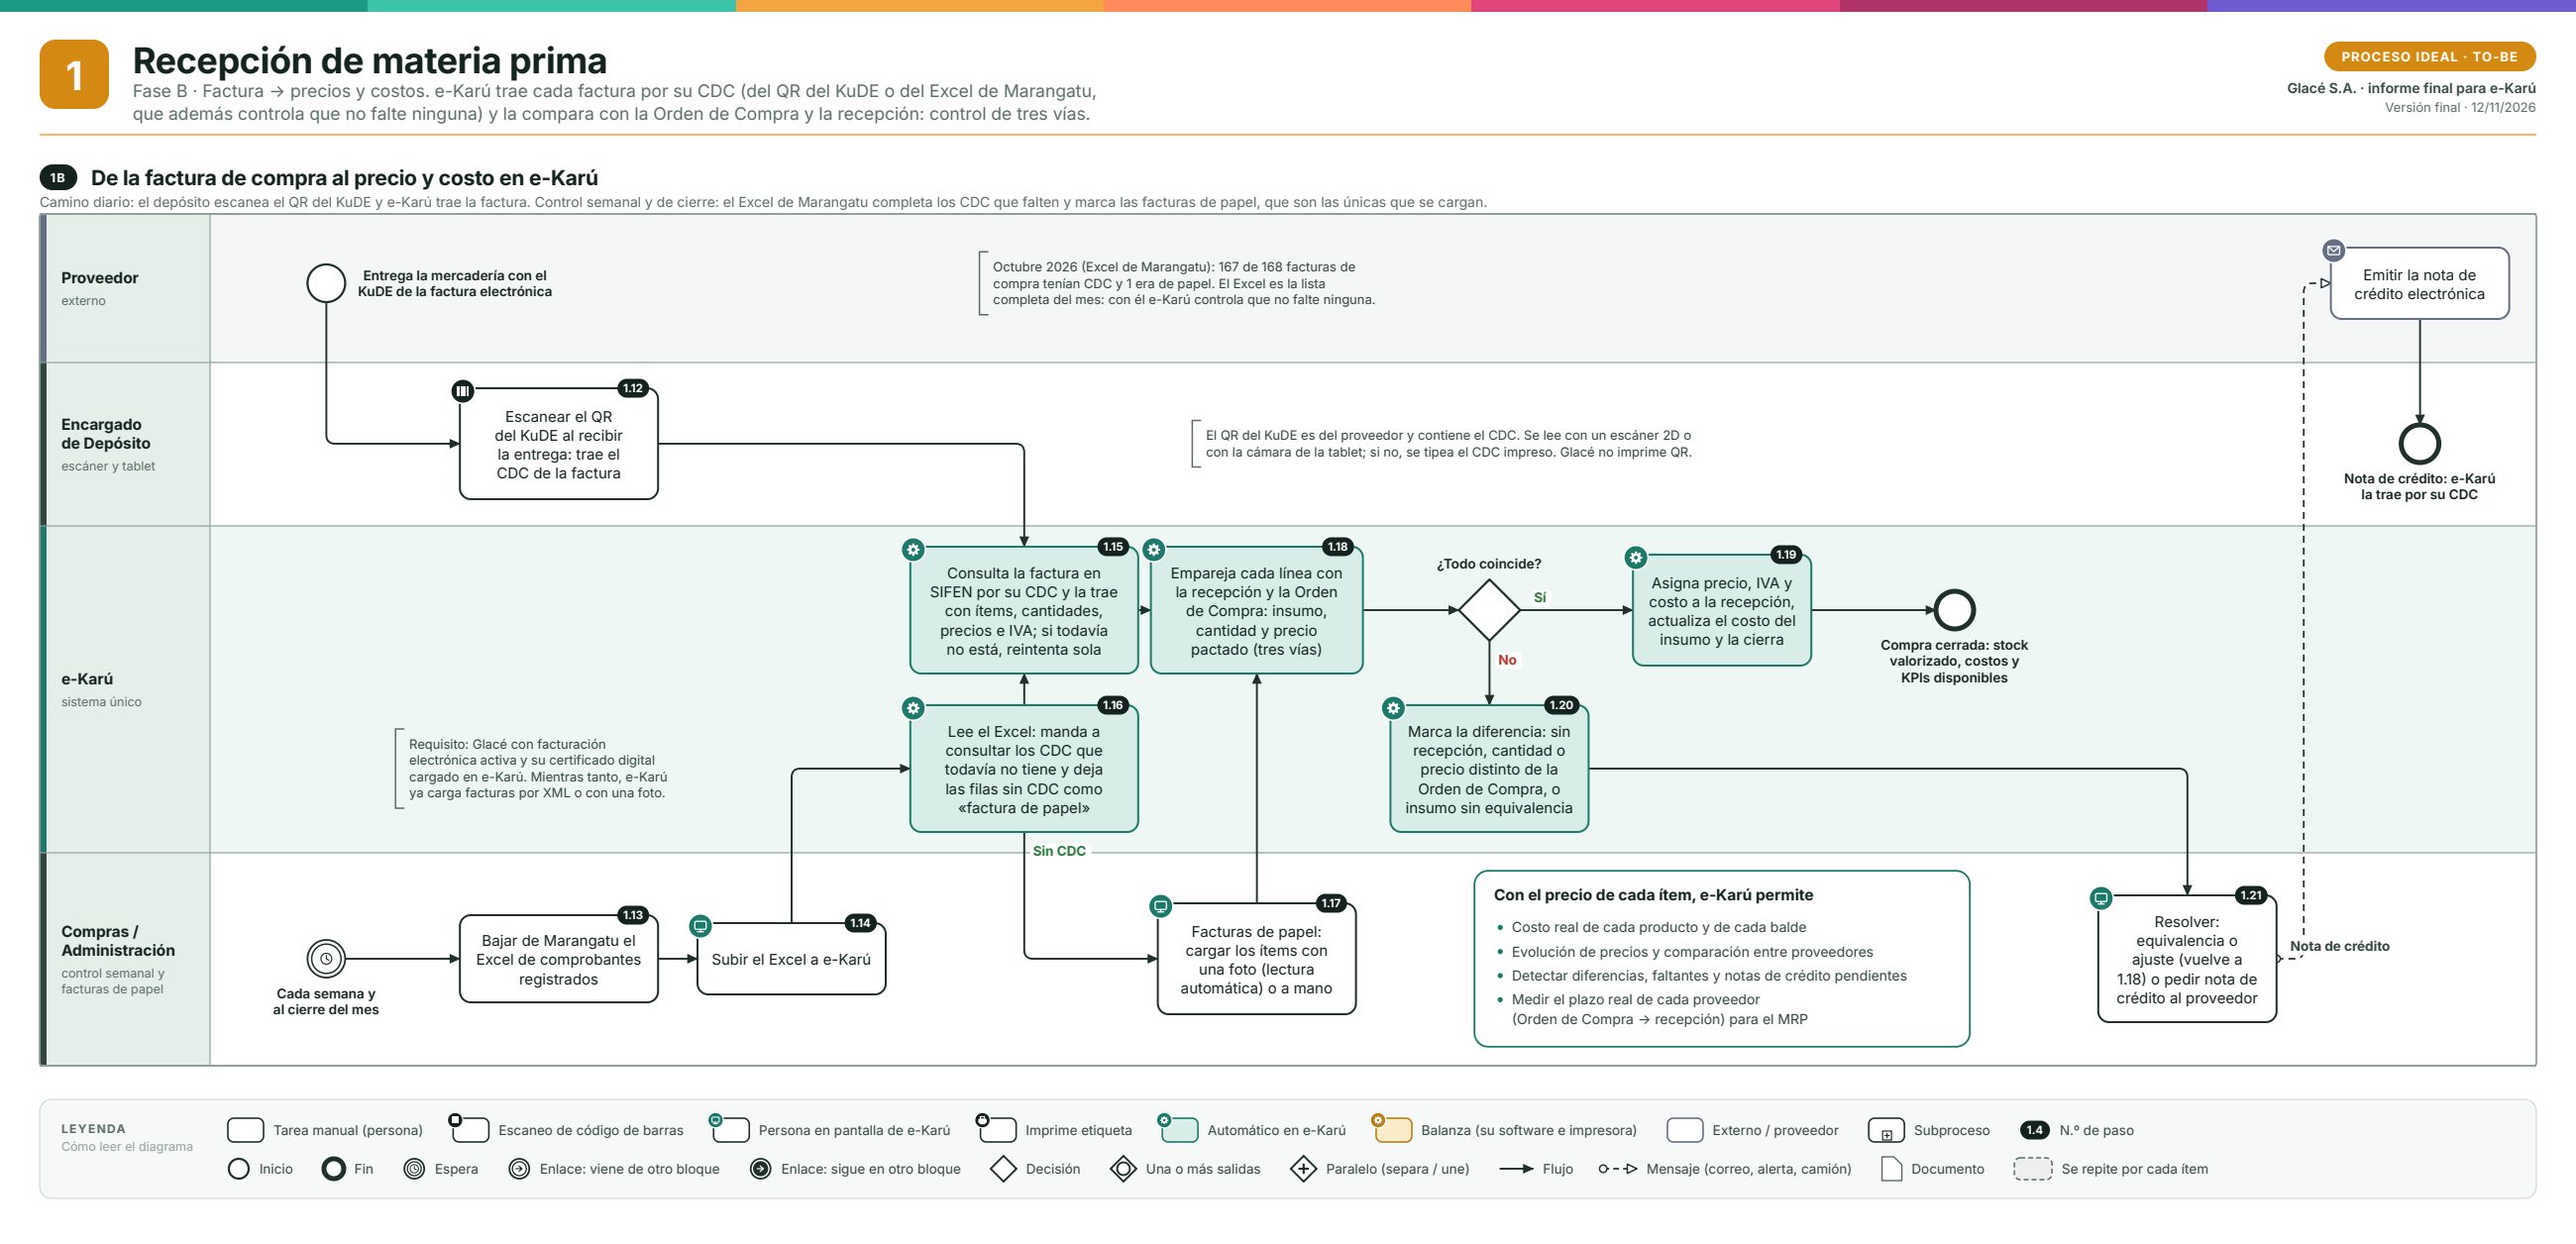 1
Recepción de materia prima
Fase B · Factura → precios y costos. e-Karú trae cada factura por su CDC (del QR del KuDE o del Excel de Marangatu,
que además controla que no falte ninguna) y la compara con la Orden de Compra y la recepción: control de tres vías.
PROCESO IDEAL · TO-BE
Glacé S.A. · informe final para e-Karú
Versión final · 12/11/2026
1B De la factura de compra al precio y costo en e-Karú
Camino diario: el depósito escanea el QR del KuDE y e-Karú trae la factura. Control semanal y de cierre: el Excel de Marangatu completa los CDC que falten y marca las facturas de papel, que son las únicas que se cargan.
Proveedor
externo
Entrega la mercadería con el
KuDE de la factura electrónica
Octubre 2026 (Excel de Marangatu): 167 de 168 facturas de
compra tenían CDC y 1 era de papel. El Excel es la lista
completa del mes: con él e-Karú controla que no falte ninguna.
Emitir la nota de
crédito electrónica
Encargado
de Depósito
escáner y tablet
1.12
Escanear el QR
del KuDE al recibir
la entrega: trae el
CDC de la factura
El QR del KuDE es del proveedor y contiene el CDC. Se lee con un escáner 2D o
con la cámara de la tablet; si no, se tipea el CDC impreso. Glacé no imprime QR.
Nota de crédito: e-Karú
la trae por su CDC
e-Karú
sistema único
1.15
Consulta la factura en
SIFEN por su CDC y la trae
con ítems, cantidades,
precios e IVA; si todavía
no está, reintenta sola
1.18
Empareja cada línea con
la recepción y la Orden
de Compra: insumo,
cantidad y precio
pactado (tres vías)
¿Todo coincide?
Sí
No
1.19
Asigna precio, IVA y
costo a la recepción,
actualiza el costo del
insumo y la cierra
Compra cerrada: stock
valorizado, costos y
KPIs disponibles
Requisito: Glacé con facturación
electrónica activa y su certificado digital
cargado en e-Karú. Mientras tanto, e-Karú
ya carga facturas por XML o con una foto.
1.16
Lee el Excel: manda a
consultar los CDC que
todavía no tiene y deja
las filas sin CDC como
«factura de papel»
Sin CDC
1.20
Marca la diferencia: sin
recepción, cantidad o
precio distinto de la
Orden de Compra, o
insumo sin equivalencia
Compras /
Administración
control semanal y
facturas de papel
Cada semana y
al cierre del mes
1.13
Bajar de Marangatu el
Excel de comprobantes
registrados
1.14
Subir el Excel a e-Karú
1.17
Facturas de papel:
cargar los ítems con
una foto (lectura
automática) o a mano
Con el precio de cada ítem, e-Karú permite
• Costo real de cada producto y de cada balde
• Evolución de precios y comparación entre proveedores
• Detectar diferencias, faltantes y notas de crédito pendientes
• Medir el plazo real de cada proveedor
(Orden de Compra → recepción) para el MRP
1.21
Resolver:
equivalencia o
ajuste (vuelve a
1.18) o pedir nota de
crédito al proveedor
Nota de crédito
LEYENDA
Cómo leer el diagrama
Tarea manual (persona)
Escaneo de código de barras
Persona en pantalla de e-Karú
Imprime etiqueta
Automático en e-Karú
Balanza (su software e impresora)
Externo / proveedor
Subproceso
1.4 N.º de paso
Inicio
Fin
Espera
Enlace: viene de otro bloque
Enlace: sigue en otro bloque
Decisión
Una o más salidas
Paralelo (separa / une)
Flujo
Mensaje (correo, alerta, camión)
Documento
Se repite por cada ítem